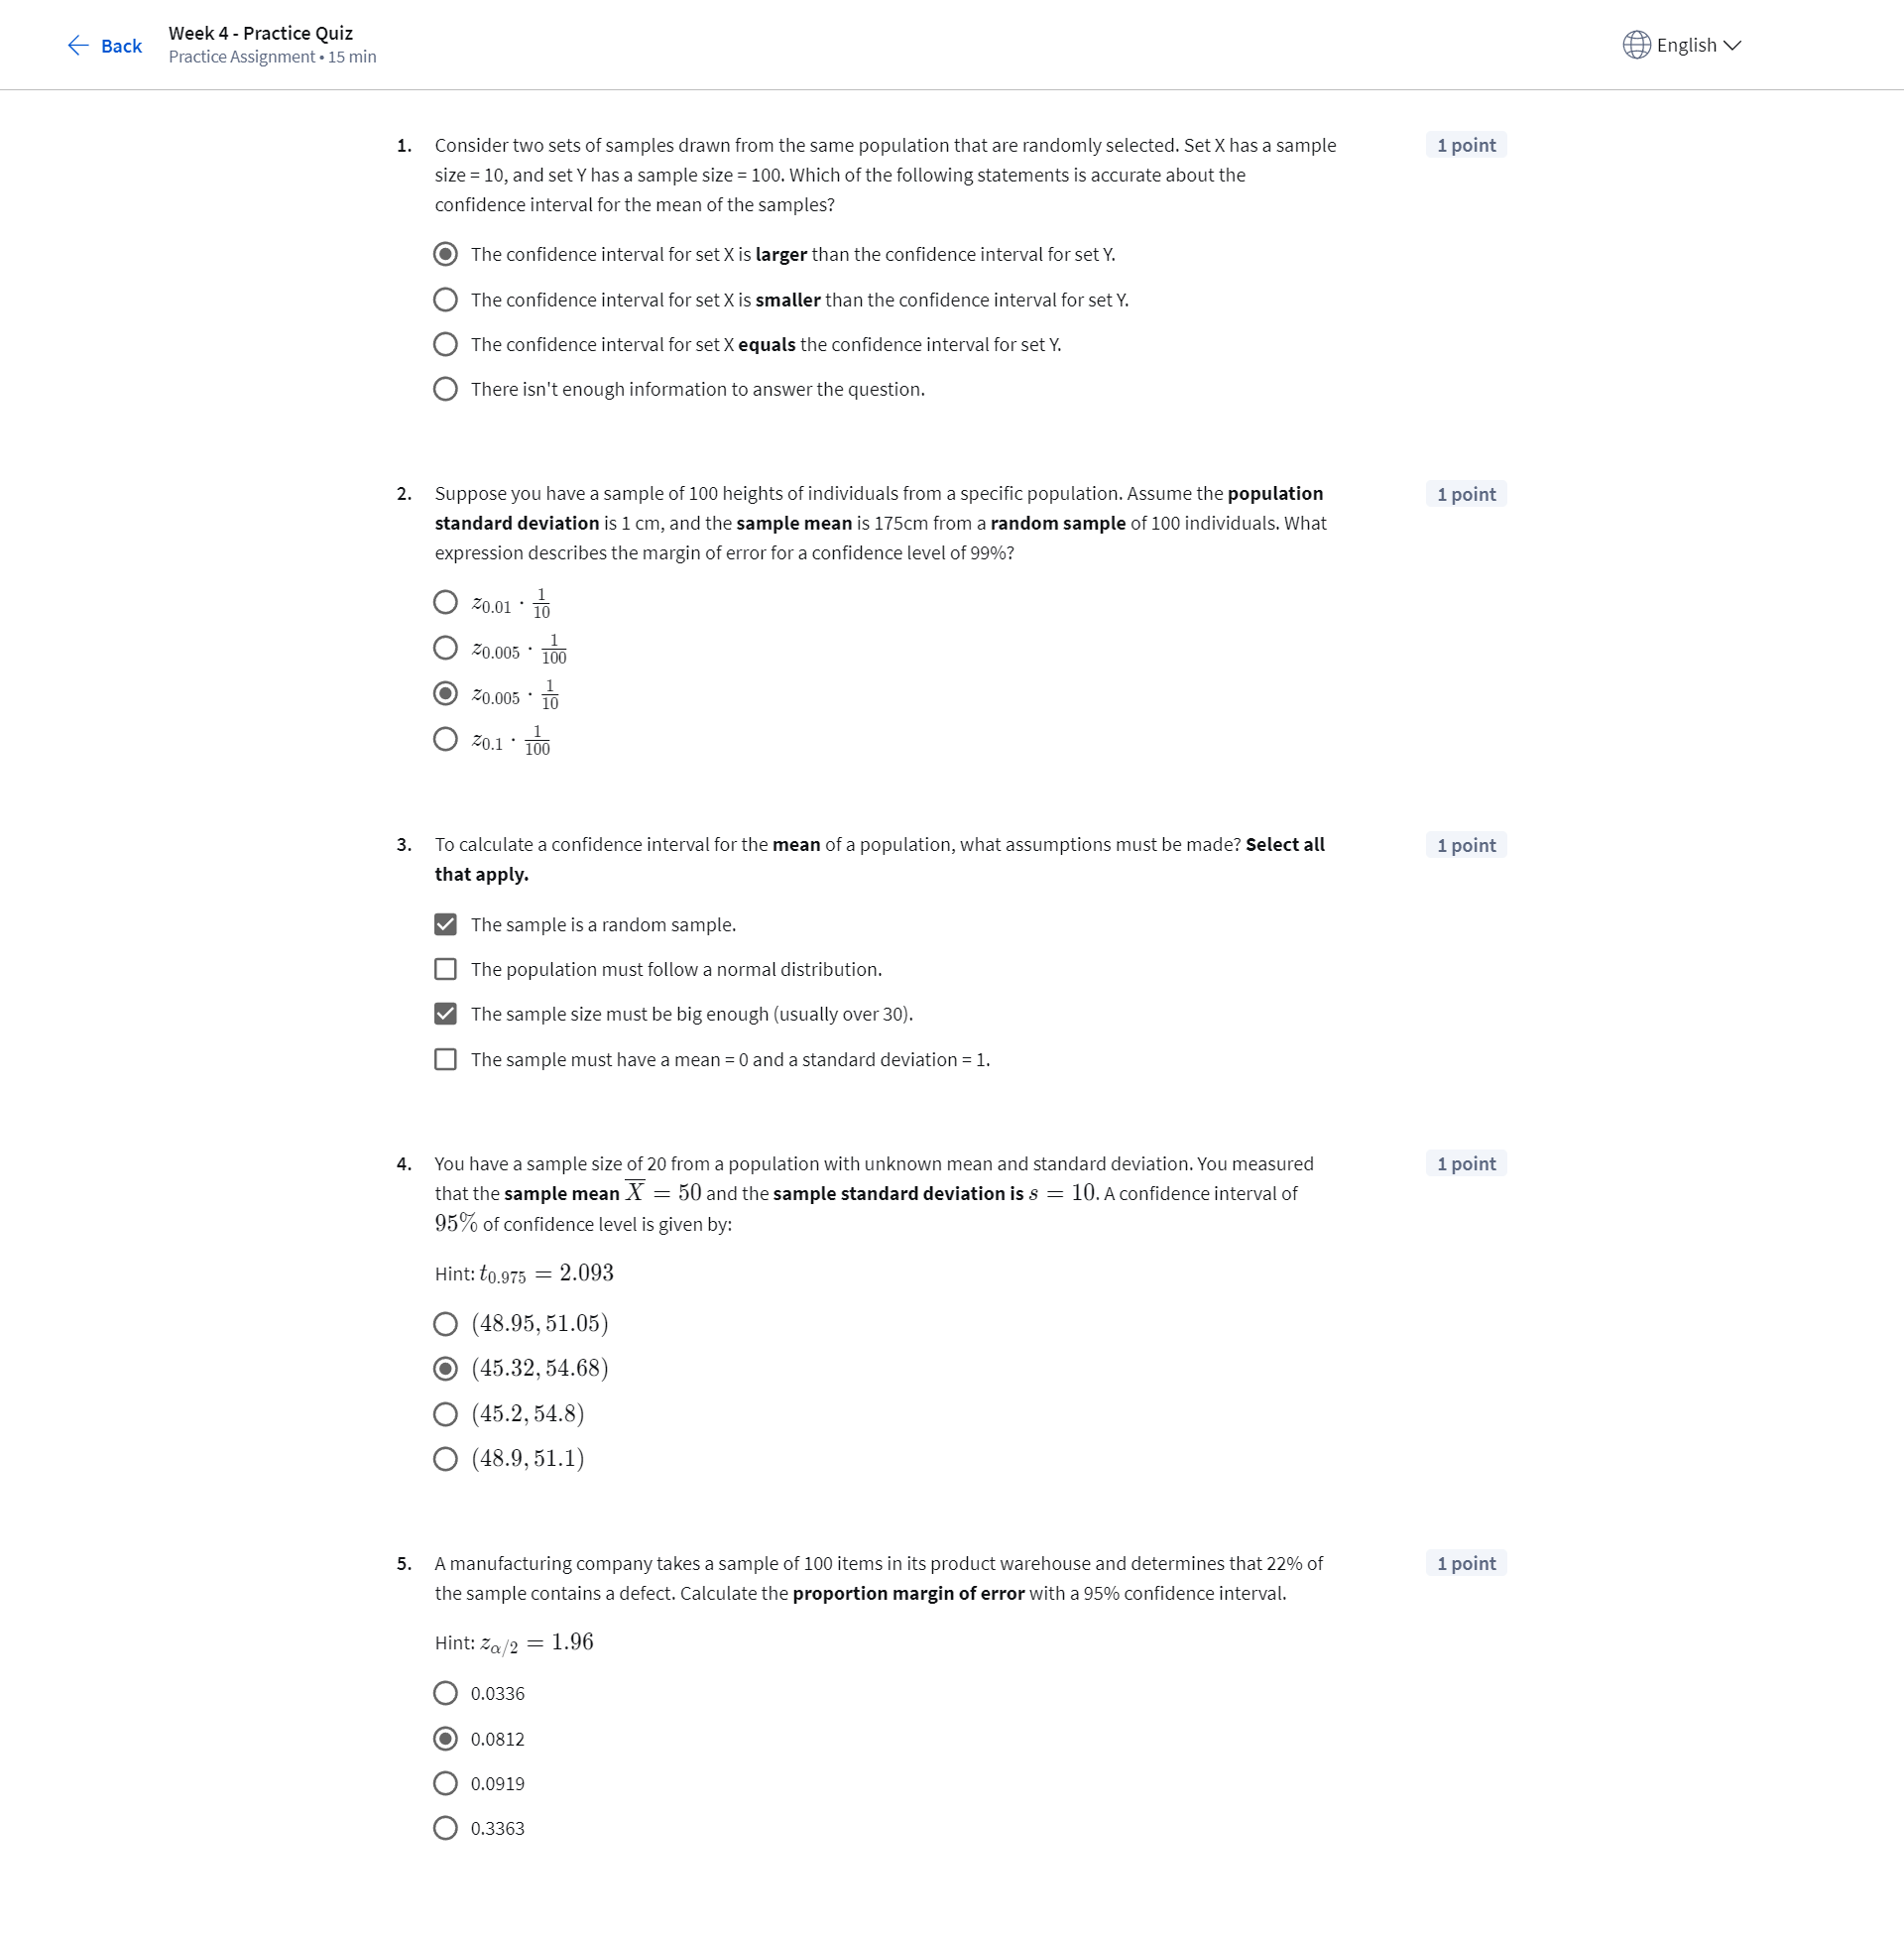 Back
Week 4 - Practice Quiz
Practice Assignment • 15 min
English
1. Consider two sets of samples drawn from the same population that are randomly selected. Set X has a sample
size = 10, and set Y has a sample size = 100. Which of the following statements is accurate about the
confidence interval for the mean of the samples?
1 point
The confidence interval for set X is larger than the confidence interval for set Y.
The confidence interval for set X is smaller than the confidence interval for set Y.
The confidence interval for set X equals the confidence interval for set Y.
There isn't enough information to answer the question.
2. Suppose you have a sample of 100 heights of individuals from a specific population. Assume the population
standard deviation is 1 cm, and the sample mean is 175cm from a random sample of 100 individuals. What
expression describes the margin of error for a confidence level of 99%?
1 point
z_{0.01} · \frac{1}{10}
z_{0.005} · \frac{1}{100}
z_{0.005} · \frac{1}{10}
z_{0.1} · \frac{1}{100}
3. To calculate a confidence interval for the mean of a population, what assumptions must be made? Select all
that apply.
1 point
The sample is a random sample.
The population must follow a normal distribution.
The sample size must be big enough (usually over 30).
The sample must have a mean = 0 and a standard deviation = 1.
4. You have a sample size of 20 from a population with unknown mean and standard deviation. You measured
that the sample mean \overline{X} = 50 and the sample standard deviation is s = 10. A confidence interval of
95% of confidence level is given by:
1 point
Hint: t_{0.975} = 2.093
(48.95, 51.05)
(45.32, 54.68)
(45.2, 54.8)
(48.9, 51.1)
5. A manufacturing company takes a sample of 100 items in its product warehouse and determines that 22% of
the sample contains a defect. Calculate the proportion margin of error with a 95% confidence interval.
1 point
Hint: z_{α/2} = 1.96
0.0336
0.0812
0.0919
0.3363